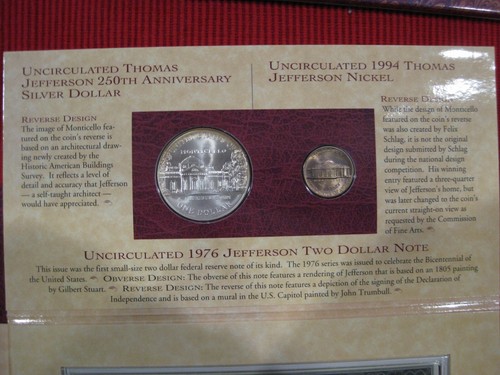 UNCIRCULATED THOMAS
JEFFERSON 250TH ANNIVERSARY
SILVER DOLLAR
REVERSE DESIGN
The image of Monticello fea-
tured on the coin's reverse is
based on an architectural draw-
ing newly created by the
Historic American Buildings
Survey. It reflects a level of
detail and accuracy that Jefferson
— a self-taught architect —
would have appreciated.
MONTICELLO
ONE DOLLAR
UNCIRCULATED 1994 THOMAS
JEFFERSON NICKEL
REVERSE DESIGN
While the design of Monticello
featured on the coin's reverse
was also created by Felix
Schlag, it is not the original
design submitted by Schlag
during the national design
competition. His winning
entry featured a three-quarter
view of Jefferson's home, but
was later changed to the coin's
current straight-on view as
requested by the Commission
of Fine Arts.
UNCIRCULATED 1976 JEFFERSON TWO DOLLAR NOTE
This issue was the first small-size two dollar federal reserve note of its kind. The 1976 series was issued to celebrate the Bicentennial of
the United States. OBVERSE DESIGN: The obverse of this note features a rendering of Jefferson that is based on an 1805 painting
by Gilbert Stuart. REVERSE DESIGN: The reverse of this note features a depiction of the signing of the Declaration of
Independence and is based on a mural in the U.S. Capitol painted by John Trumbull.